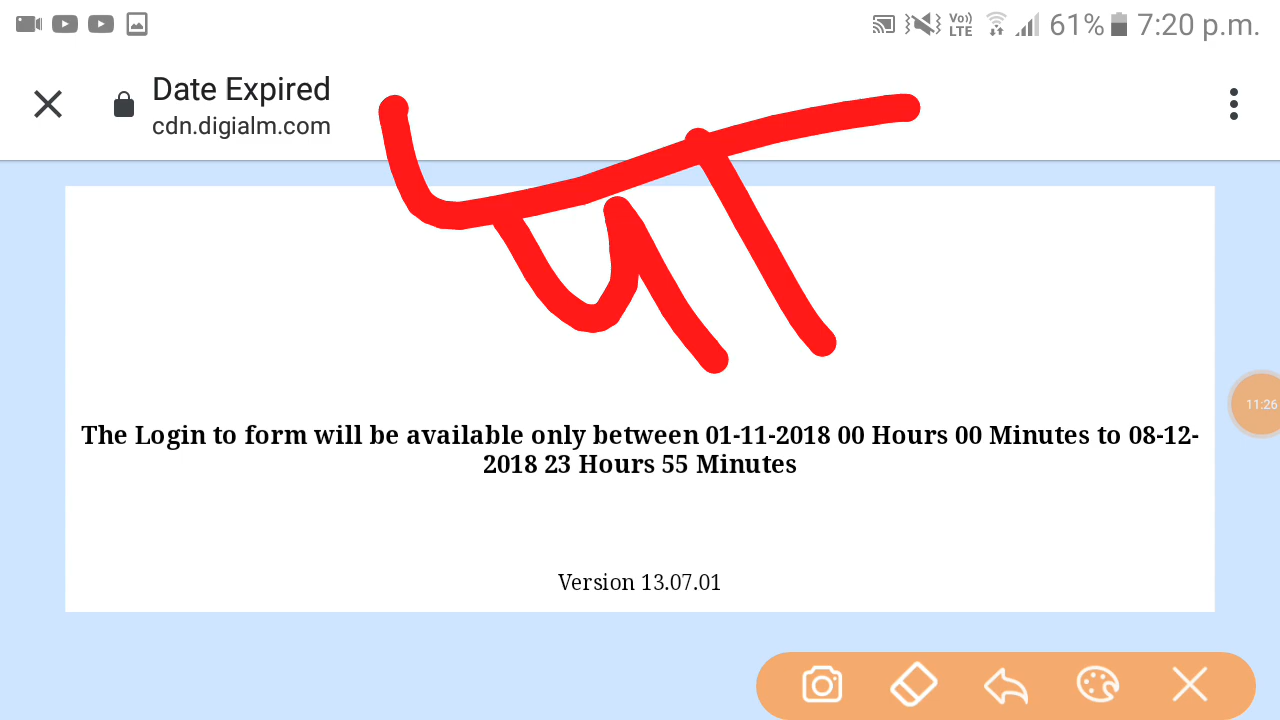 61% 7:20 p.m.
Vo)) LTE
Date Expired
cdn.digialm.com
पा
11:26
The Login to form will be available only between 01-11-2018 00 Hours 00 Minutes to 08-12-
2018 23 Hours 55 Minutes
Version 13.07.01